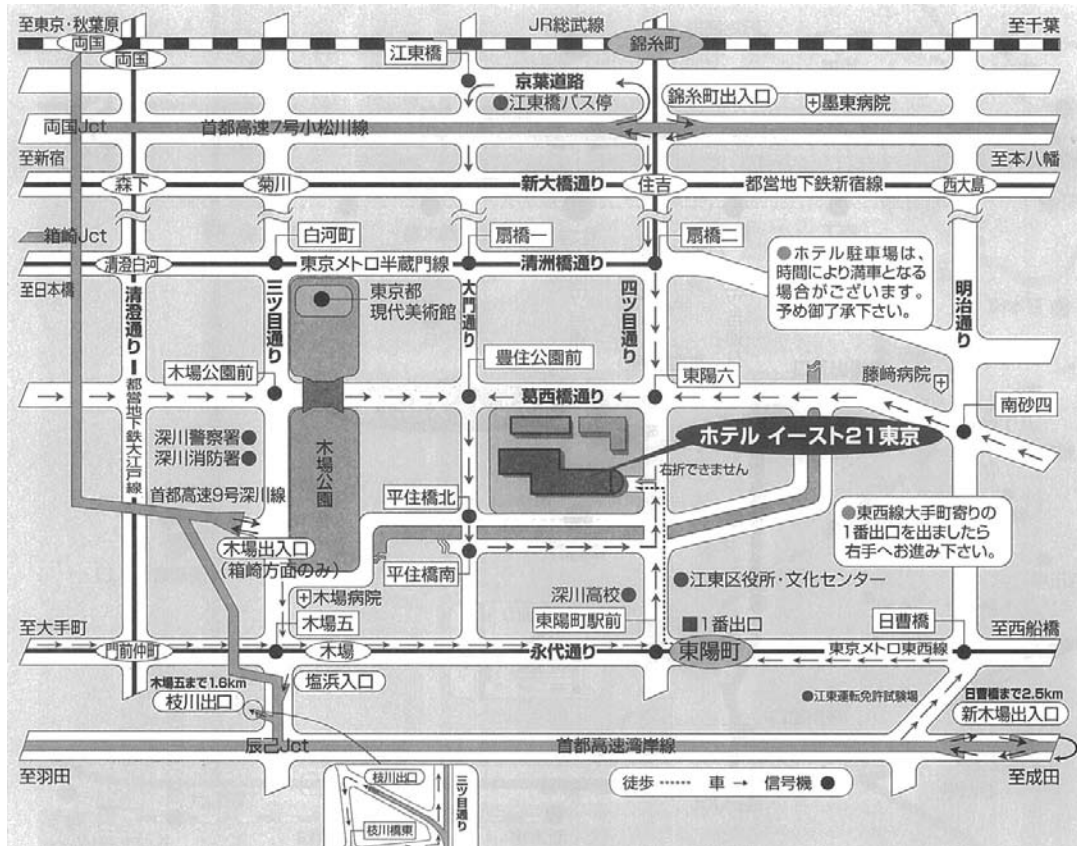 至東京・秋葉原
JR総武線
至千葉
両国
錦糸町
両国
江東橋
京葉道路
江東橋バス停
錦糸町出入口
墨東病院
両国Jct
首都高速7号小松川線
至新宿
至本八幡
森下
菊川
新大橋通り
住吉
都営地下鉄新宿線
西大島
箱崎Jct
白河町
扇橋一
扇橋二
清澄白河
東京メトロ半蔵門線
清洲橋通り
至日本橋
●ホテル駐車場は、
時間により満車となる
場合がございます。
予め御了承下さい。
清澄通り
三ツ目通り
東京都
現代美術館
大門通り
四ツ目通り
明治通り
木場公園前
豊住公園前
東陽六
藤崎病院
葛西橋通り
南砂四
都営地下鉄大江戸線
深川警察署
深川消防署
木場公園
ホテル イースト21東京
右折できません
首都高速9号深川線
平住橋北
●東西線大手町寄りの
1番出口を出ましたら
右手へお進み下さい。
木場出入口
(箱崎方面のみ)
平住橋南
木場病院
深川高校
江東区役所・文化センター
至大手町
木場五
東陽町駅前
1番出口
日曹橋
至西船橋
門前仲町
木場
永代通り
東陽町
東京メトロ東西線
木場五まで1.6km
枝川出口
塩浜入口
江東運転免許試験場
日曹橋まで2.5km
新木場出入口
辰己Jct
首都高速湾岸線
至羽田
至成田
枝川出口
三ツ目通り
枝川橋東
徒歩 車 → 信号機 ●